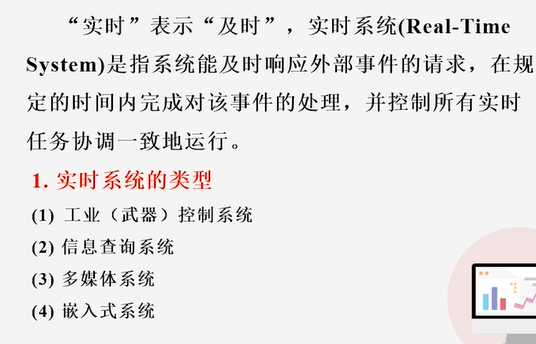 “实时”表示“及时”，实时系统(Real-Time
System)是指系统能及时响应外部事件的请求，在规
定的时间内完成对该事件的处理，并控制所有实时
任务协调一致地运行。
1. 实时系统的类型
(1) 工业（武器）控制系统
(2) 信息查询系统
(3) 多媒体系统
(4) 嵌入式系统